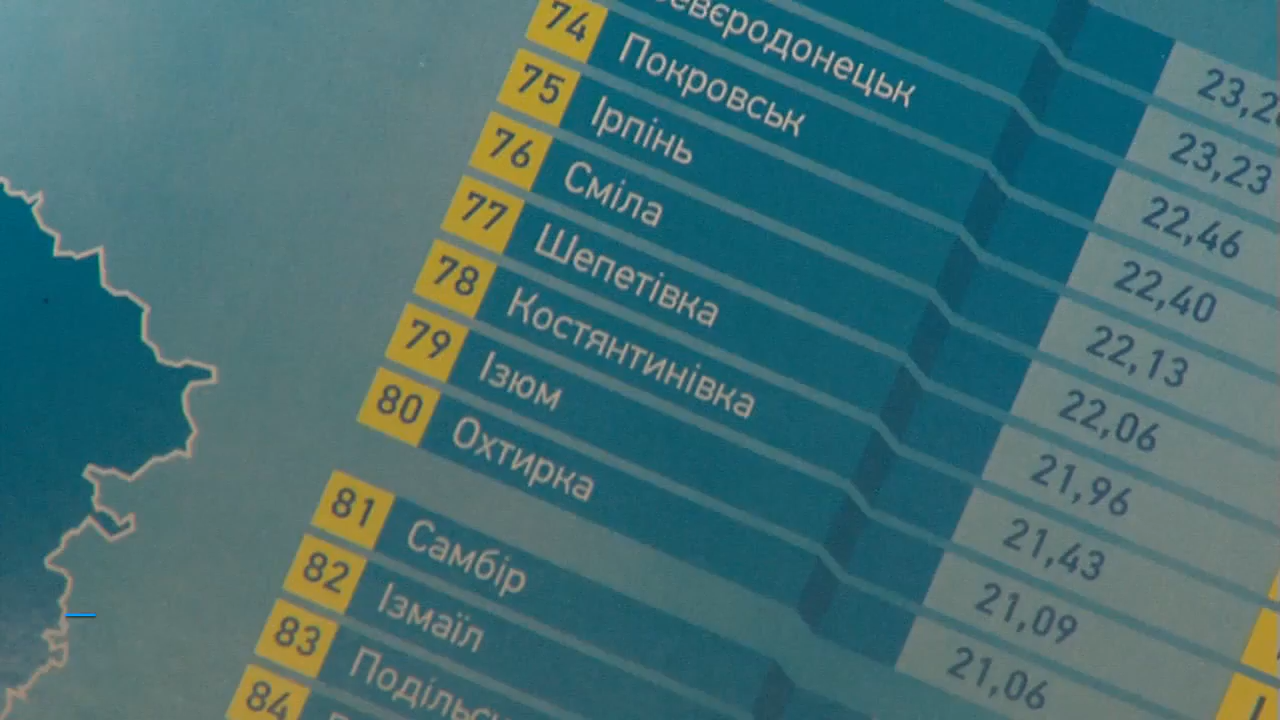 23,23
євєродонецьк 22,46
74 Покровськ 22,40
75 Ірпінь 22,13
76 Сміла 22,06
77 Шепетівка 21,96
78 Костянтинівка 21,43
79 Ізюм 21,09
80 Охтирка 21,06
81 Самбір
82 Ізмаїл
83 Подільсь
84